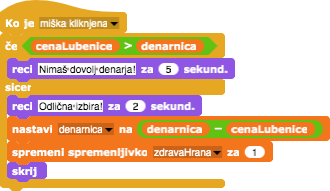 Ko je miška kliknjena
če cenaLubenice > denarnica
reci Nimaš dovolj denarja! za 5 sekund.
sicer
reci Odlična izbira! za 2 sekund.
nastavi denarnica na denarnica − cenaLubenice
spremeni spremenljivko zdravaHrana za 1
skrij